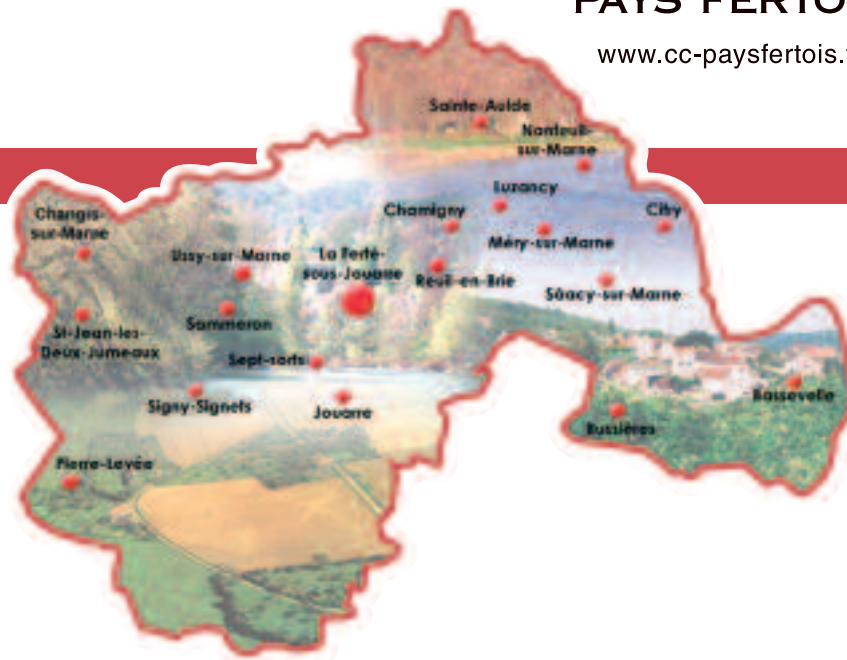 PAYS FERTO
www.cc-paysfertois.
Sainte-Aulde
Nanteuil-
sur-Marne
Luzancy
Changis-
sur-Marne
Chamigny
Citry
Méry-sur-Marne
Ussy-sur-Marne
La Ferté-
sous-Jouarre
Reuil-en-Brie
Sâacy-sur-Marne
Sammeron
St-Jean-les-
Deux-Jumeaux
Sept-sorts
Bassevelle
Signy-Signets
Jouarre
Bussières
Pierre-Levée